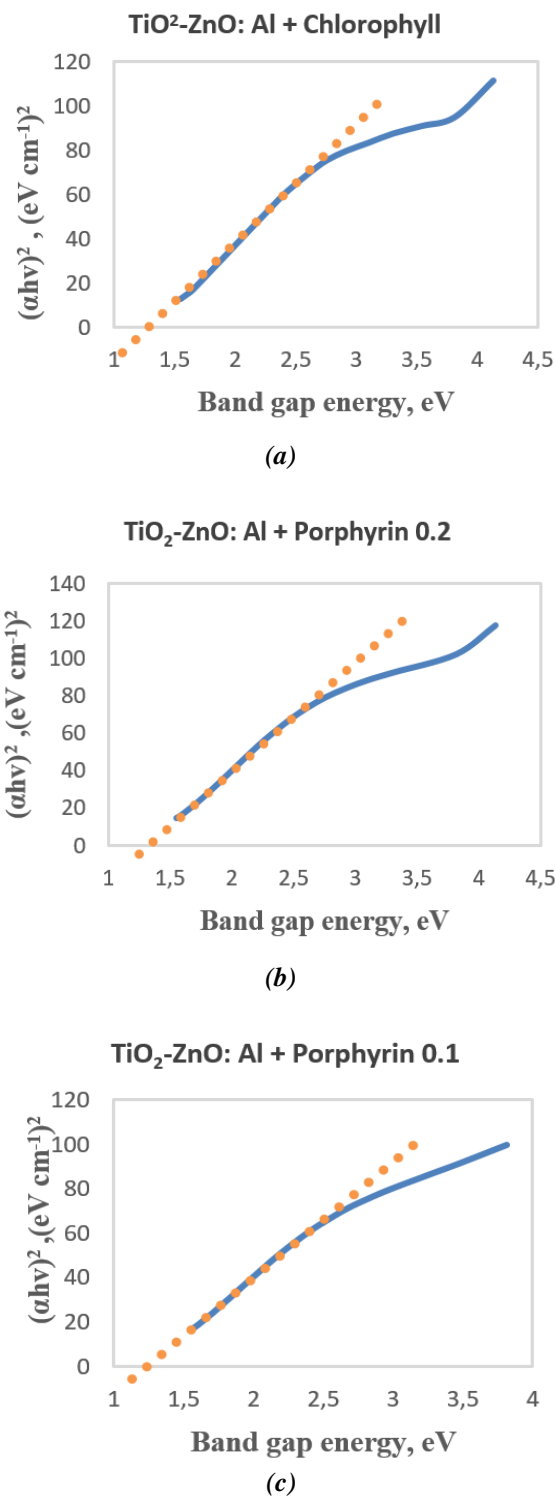 TiO²-ZnO: Al + Chlorophyll
120
100
80
60
40
20
0
(αhv)² , (eV cm⁻¹)²
1 1,5 2 2,5 3 3,5 4 4,5
Band gap energy, eV
(a)
TiO₂-ZnO: Al + Porphyrin 0.2
140
120
100
80
60
40
20
0
(αhv)² ,(eV cm⁻¹)²
1 1,5 2 2,5 3 3,5 4 4,5
Band gap energy, eV
(b)
TiO₂-ZnO: Al + Porphyrin 0.1
120
100
80
60
40
20
0
(αhv)² ,(eV cm⁻¹)²
1 1,5 2 2,5 3 3,5 4
Band gap energy, eV
(c)